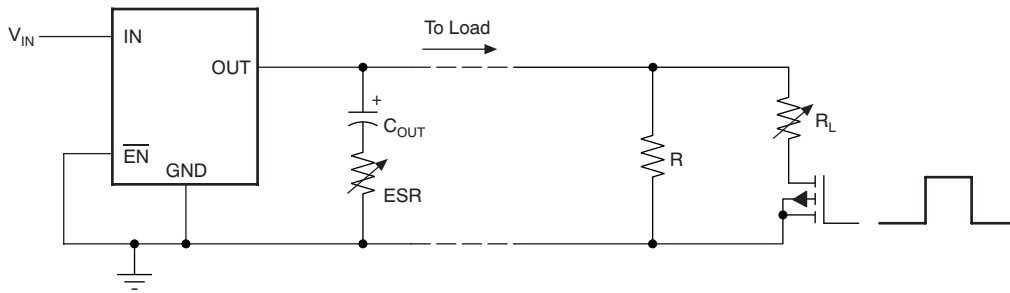 To Load
V_IN
IN
OUT
+
C_OUT
R_L
EN
R
GND
ESR